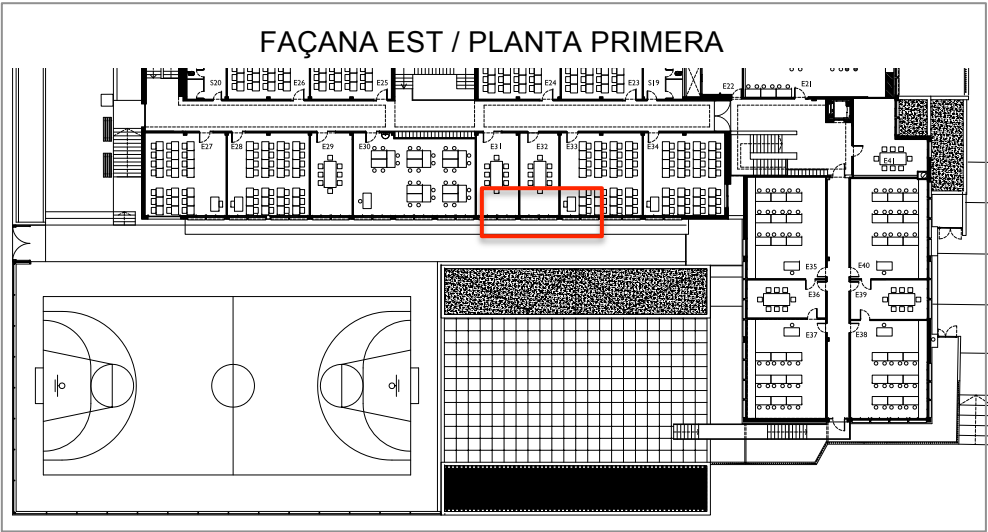 FAÇANA EST / PLANTA PRIMERA
S20 E26 E25 E24 E23 S19 E22 E21
E27 E28 E29 E30 E31 E32 E33 E34 E41
E35 E40
E36 E39
E37 E38